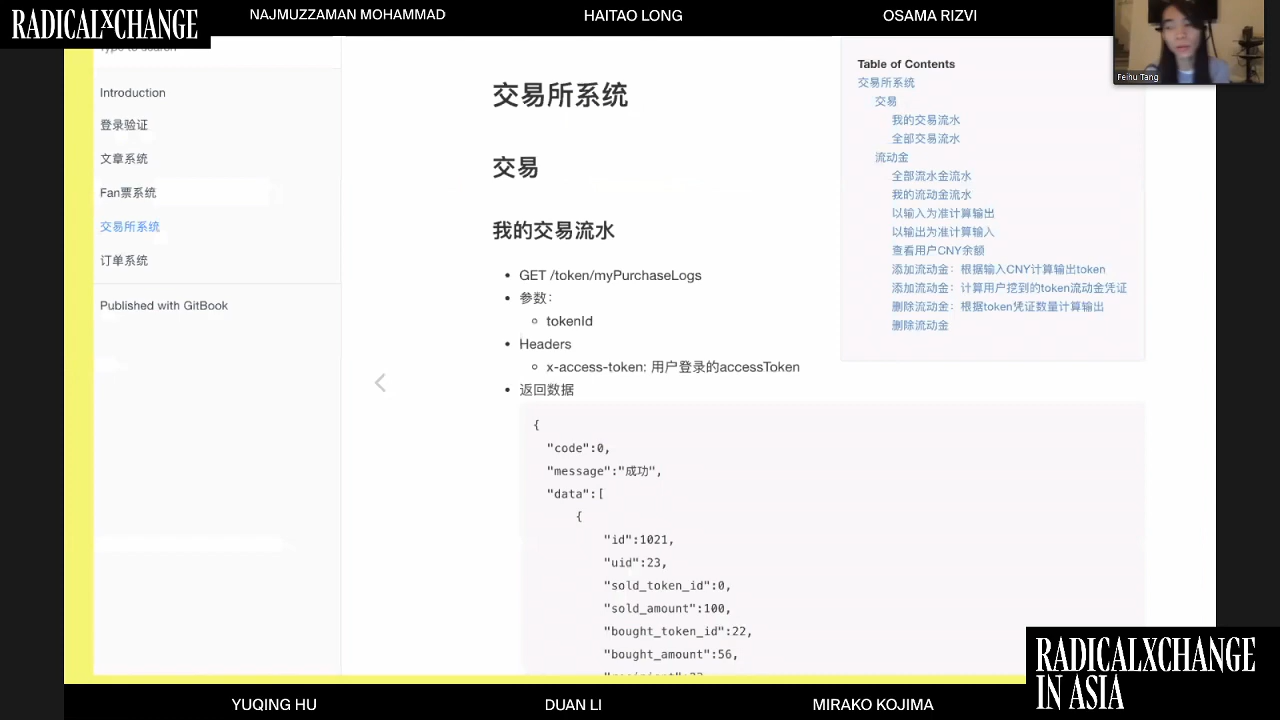 RADICALXCHANGE
NAJMUZZAMAN MOHAMMAD
HAITAO LONG
OSAMA RIZVI
Feihu Tang
Type to search
Introduction
登录验证
文章系统
Fan票系统
交易所系统
订单系统
Published with GitBook
交易所系统
交易
我的交易流水
• GET /token/myPurchaseLogs
• 参数：
tokenId
• Headers
x-access-token: 用户登录的accessToken
• 返回数据
{
"code":0,
"message":"成功",
"data":[
{
"id":1021,
"uid":23,
"sold_token_id":0,
"sold_amount":100,
"bought_token_id":22,
"bought_amount":56,
Table of Contents
交易所系统
交易
我的交易流水
全部交易流水
流动金
全部流水金流水
我的流动金流水
以输入为准计算输出
以输出为准计算输入
查看用户CNY余额
添加流动金：根据输入CNY计算输出token
添加流动金：计算用户挖到的token流动金凭证
删除流动金：根据token凭证数量计算输出
删除流动金
RADICALXCHANGE
IN ASIA
YUQING HU
DUAN LI
MIRAKO KOJIMA